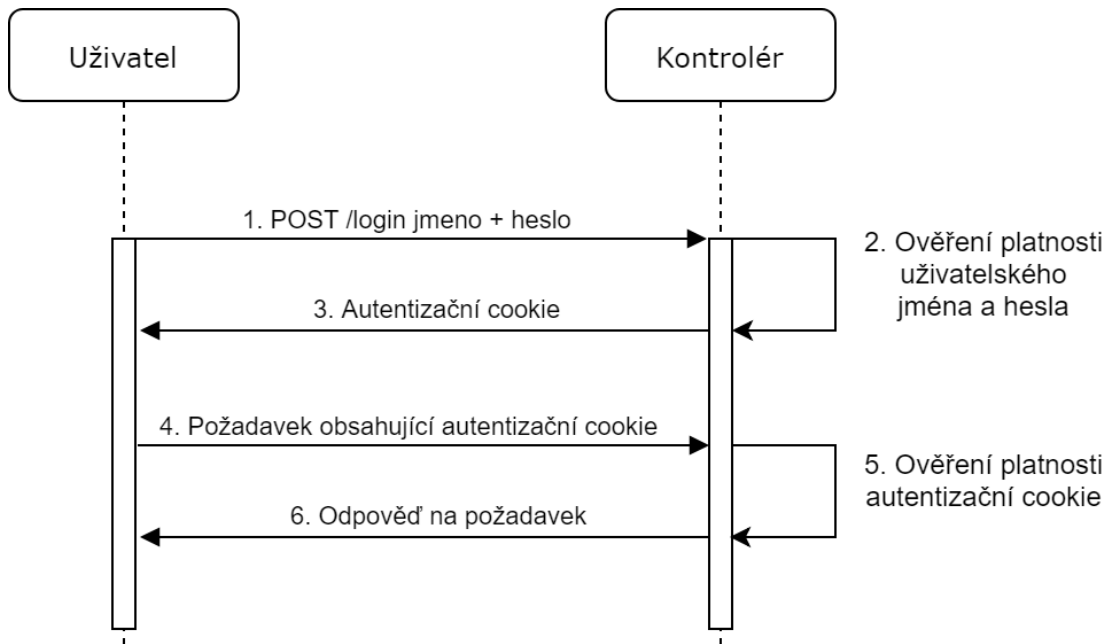 Uživatel
Kontrolér
1. POST /login jmeno + heslo
2. Ověření platnosti
uživatelského
jména a hesla
3. Autentizační cookie
4. Požadavek obsahující autentizační cookie
5. Ověření platnosti
autentizační cookie
6. Odpověď na požadavek